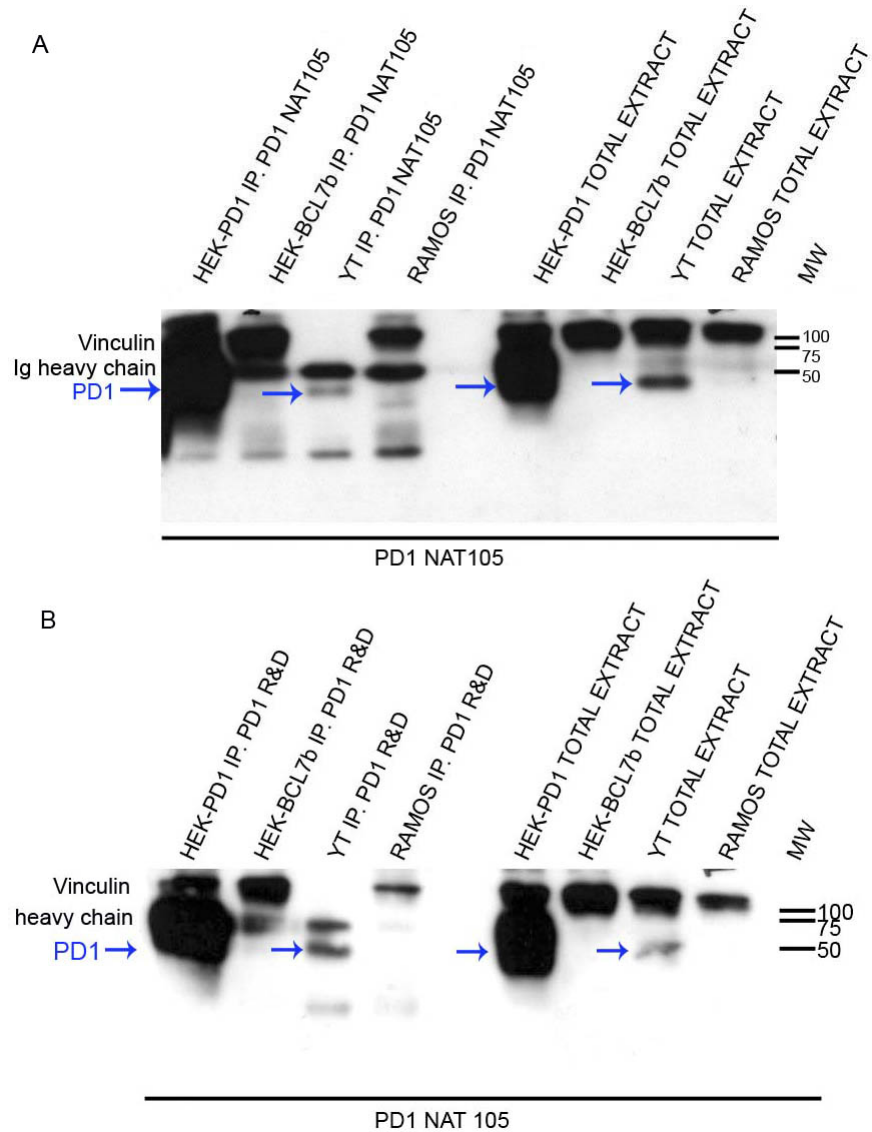 A
HEK-PD1 IP. PD1 NAT105
HEK-BCL7b IP. PD1 NAT105
YT IP. PD1 NAT105
RAMOS IP. PD1 NAT105
HEK-PD1 TOTAL EXTRACT
HEK-BCL7b TOTAL EXTRACT
YT TOTAL EXTRACT
RAMOS TOTAL EXTRACT
MW
Vinculin
Ig heavy chain
PD1
100
75
50
PD1 NAT105
B
HEK-PD1 IP. PD1 R&D
HEK-BCL7b IP. PD1 R&D
YT IP. PD1 R&D
RAMOS IP. PD1 R&D
HEK-PD1 TOTAL EXTRACT
HEK-BCL7b TOTAL EXTRACT
YT TOTAL EXTRACT
RAMOS TOTAL EXTRACT
MW
Vinculin
heavy chain
PD1
100
75
50
PD1 NAT 105